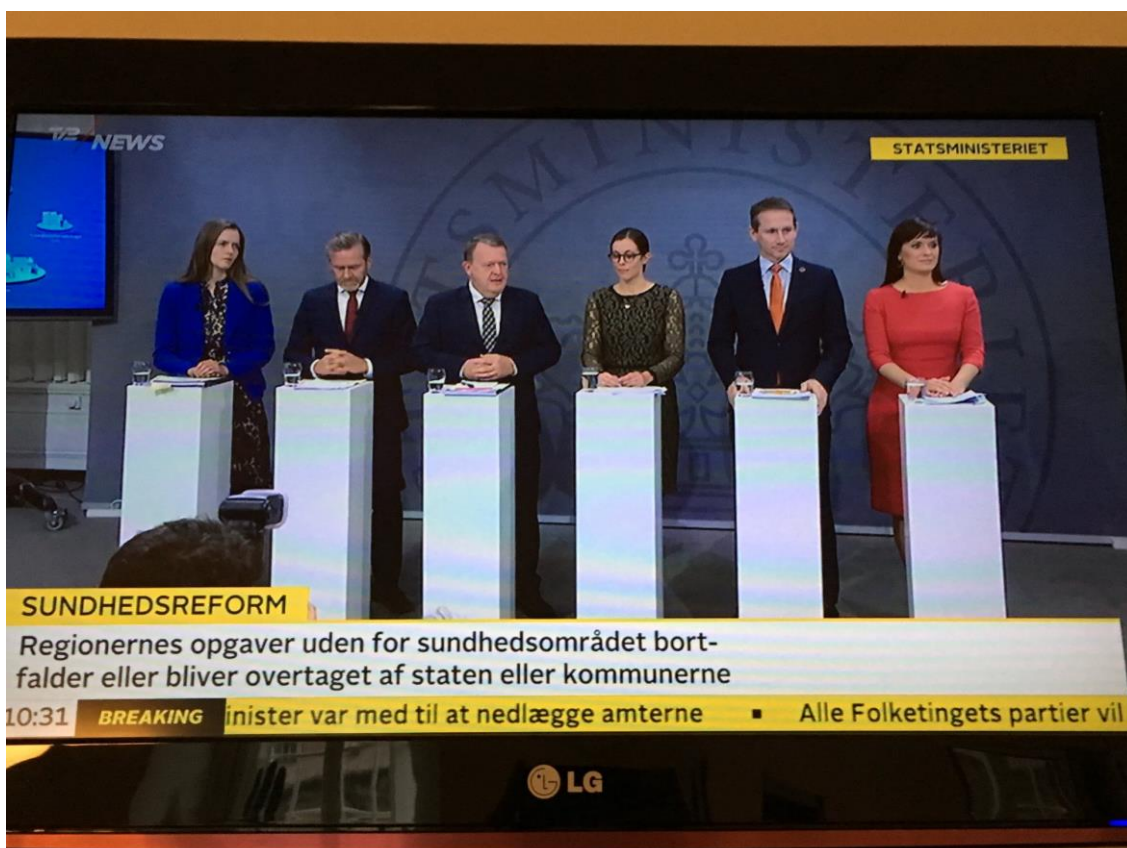 TV2 NEWS
STATSMINISTERIET
SUNDHEDSREFORM
Regionernes opgaver uden for sundhedsområdet bort-
falder eller bliver overtaget af staten eller kommunerne
10:31 BREAKING inister var med til at nedlægge amterne ▪ Alle Folketingets partier vil
LG